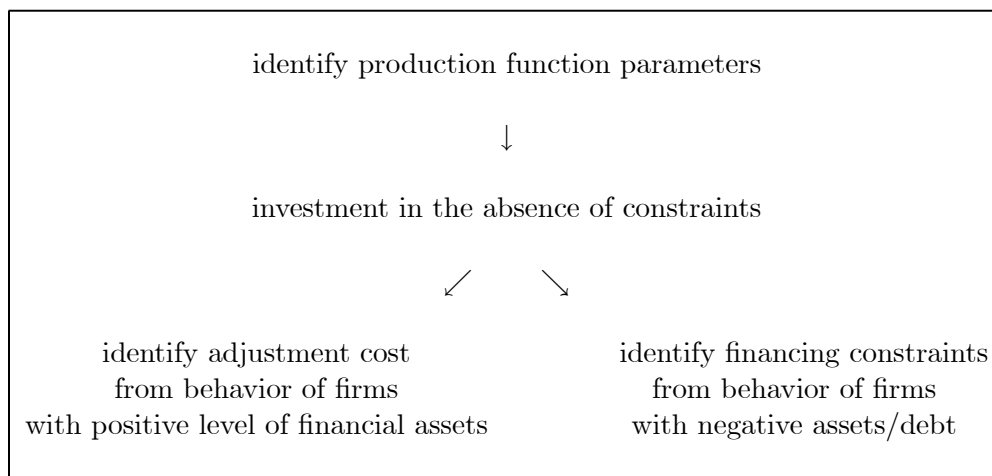 identify production function parameters
↓
investment in the absence of constraints
↙ ↘
identify adjustment cost
from behavior of firms
with positive level of financial assets
identify financing constraints
from behavior of firms
with negative assets/debt